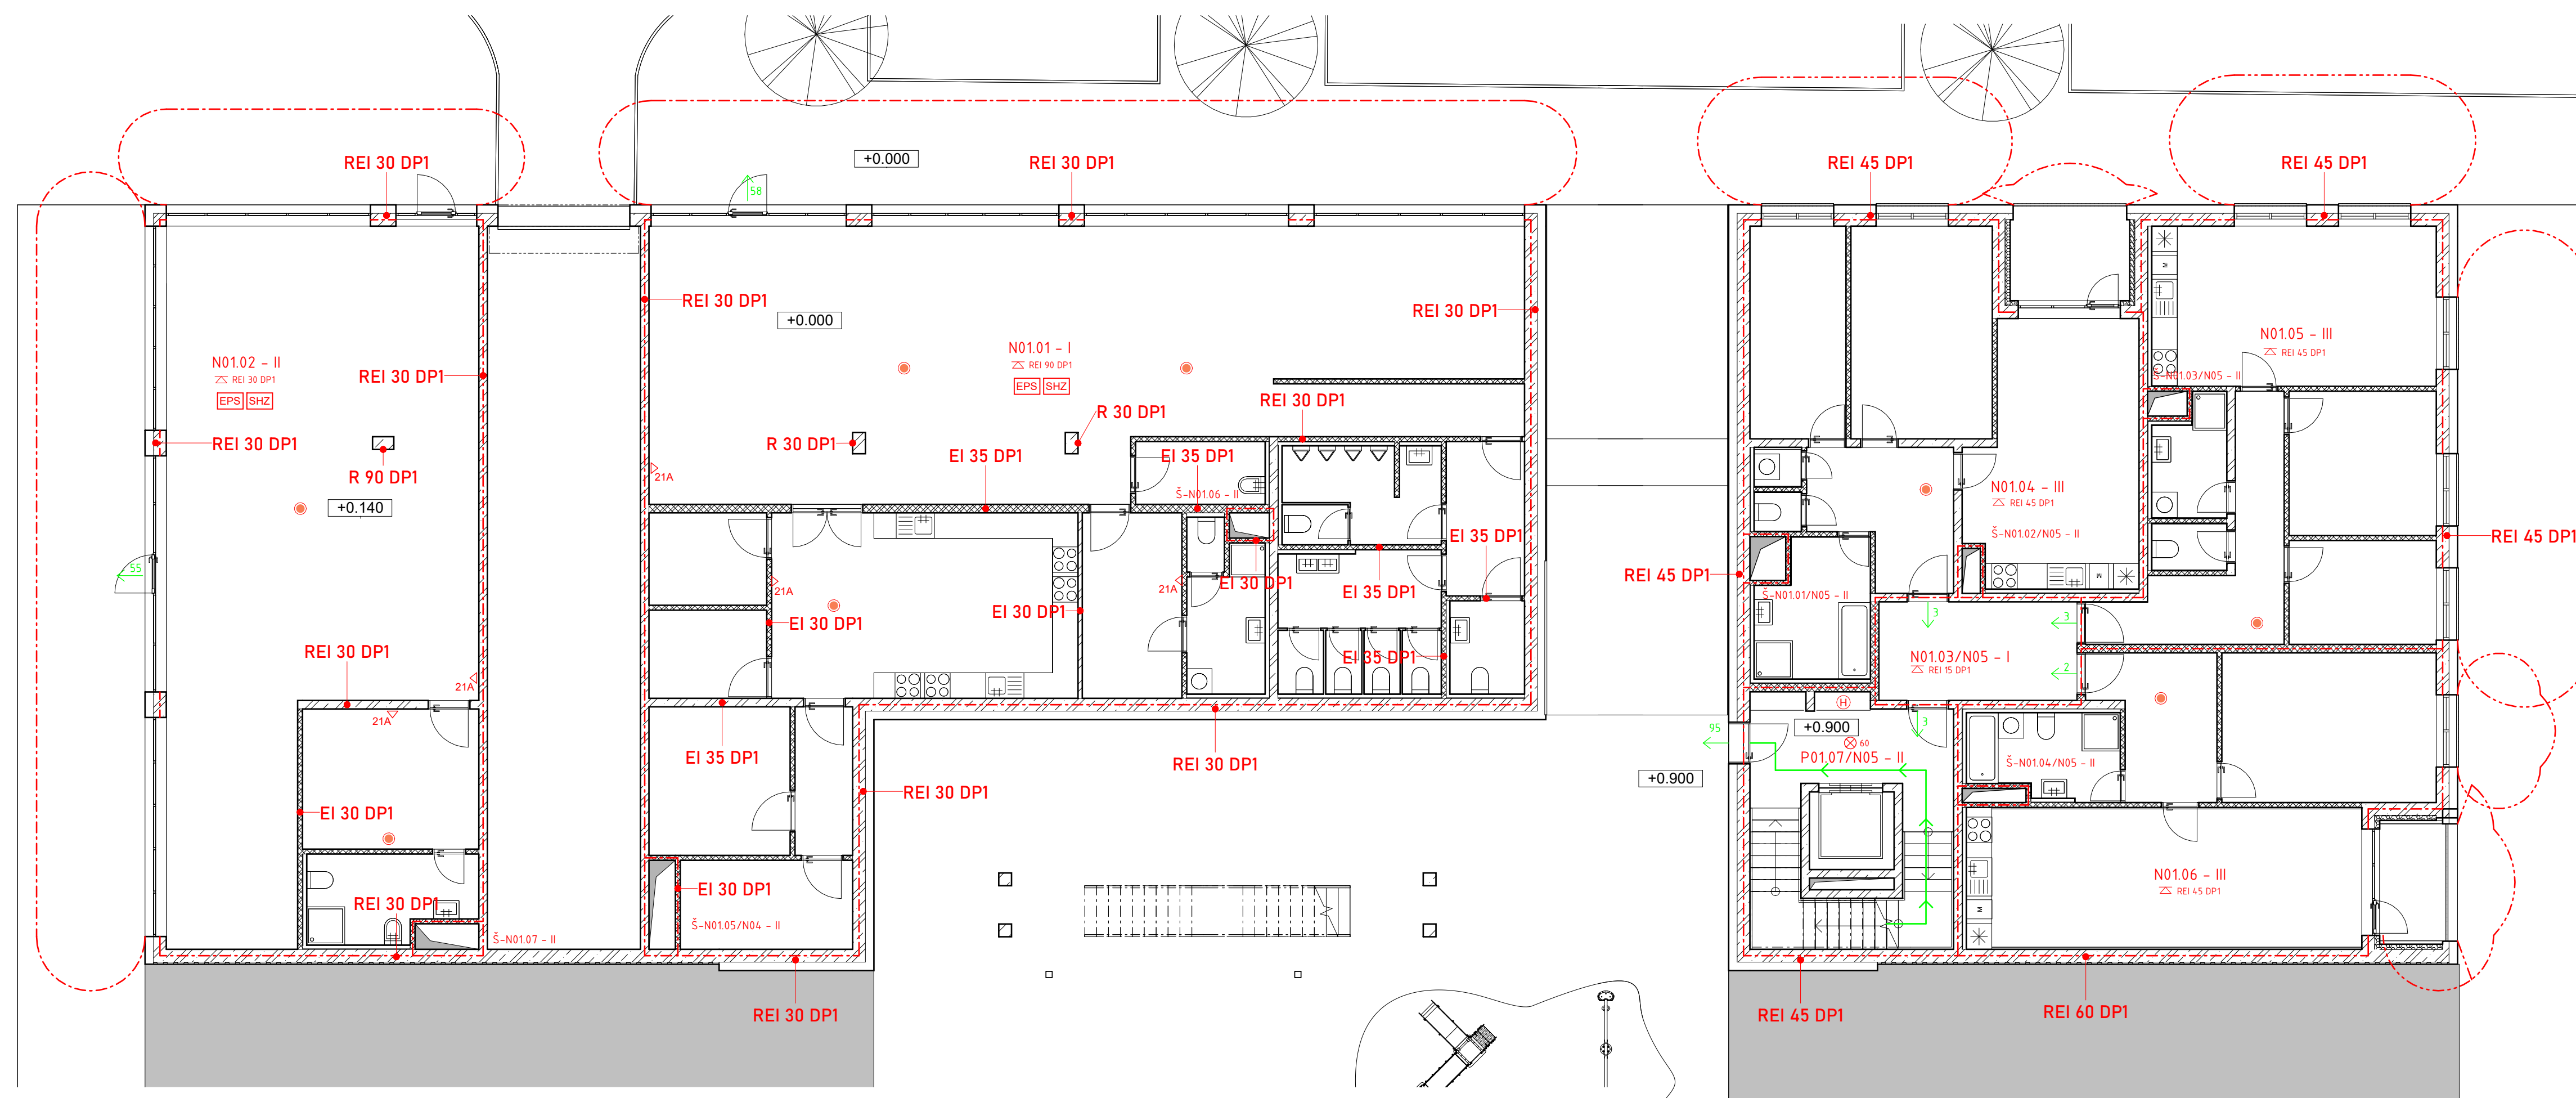 REI 30 DP1
+0.000
REI 30 DP1
REI 45 DP1
REI 45 DP1
58
REI 30 DP1
REI 30 DP1
+0.000
N01.02 – II
REI 30 DP1
EPS SHZ
REI 30 DP1
N01.01 – I
REI 90 DP1
EPS SHZ
N01.05 – III
REI 45 DP1
M
Š-N01.03/N05 – II
REI 30 DP1
R 30 DP1
REI 30 DP1
R 30 DP1
EI 35 DP1
EI 35 DP1
R 90 DP1
21A
Š-N01.06 – II
N01.04 – III
REI 45 DP1
+0.140
Š-N01.02/N05 – II
EI 35 DP1
REI 45 DP1
55
REI 45 DP1
M
EI 30 DP1
21A
21A
EI 35 DP1
Š-N01.01/N05 – II
EI 30 DP1
EI 30 DP1
3
3
REI 30 DP1
EI 35 DP1
N01.03/N05 – I
REI 15 DP1
2
21A
21A
H
+0.900
3
95
60
EI 35 DP1
REI 30 DP1
P01.07/N05 – II
Š-N01.04/N05 – II
+0.900
REI 30 DP1
EI 30 DP1
N01.06 – III
REI 45 DP1
EI 30 DP1
REI 30 DP1
M
Š-N01.05/N04 – II
Š-N01.07 – II
REI 30 DP1
REI 45 DP1
REI 60 DP1